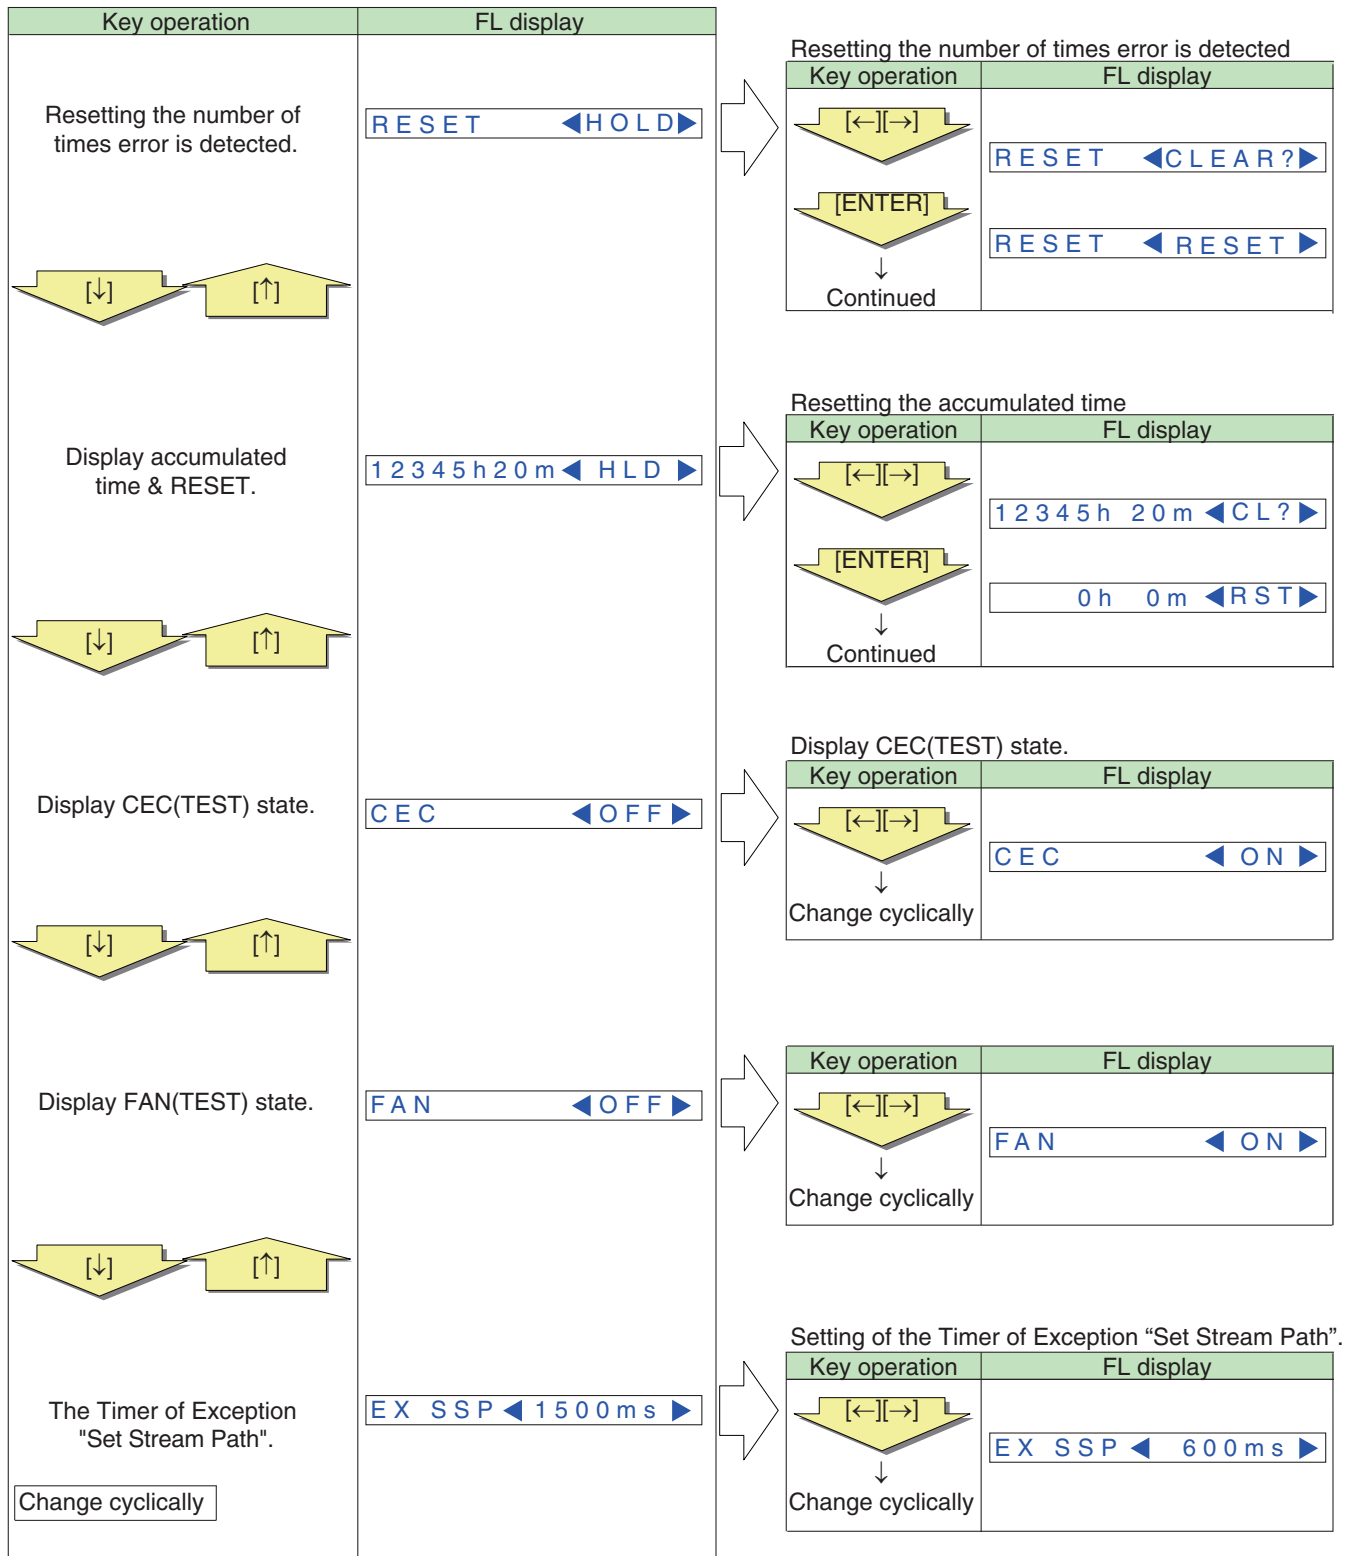 Key operation FL display
Resetting the number of times error is detected.
RESET ◀HOLD▶
[↓] [↑]
Display accumulated time & RESET.
12345h20m◀ HLD ▶
[↓] [↑]
Display CEC(TEST) state.
CEC ◀OFF▶
[↓] [↑]
Display FAN(TEST) state.
FAN ◀OFF▶
[↓] [↑]
The Timer of Exception
"Set Stream Path".
EX SSP◀ 1500ms ▶
Change cyclically
Resetting the number of times error is detected
Key operation FL display
[←][→]
RESET ◀CLEAR?▶
[ENTER]
RESET ◀ RESET ▶
↓
Continued
Resetting the accumulated time
Key operation FL display
[←][→]
12345h 20m ◀CL?▶
[ENTER]
0h 0m ◀RST▶
↓
Continued
Display CEC(TEST) state.
Key operation FL display
[←][→]
CEC ◀ ON ▶
↓
Change cyclically
Key operation FL display
[←][→]
FAN ◀ ON ▶
↓
Change cyclically
Setting of the Timer of Exception “Set Stream Path”.
Key operation FL display
[←][→]
EX SSP◀ 600ms ▶
↓
Change cyclically